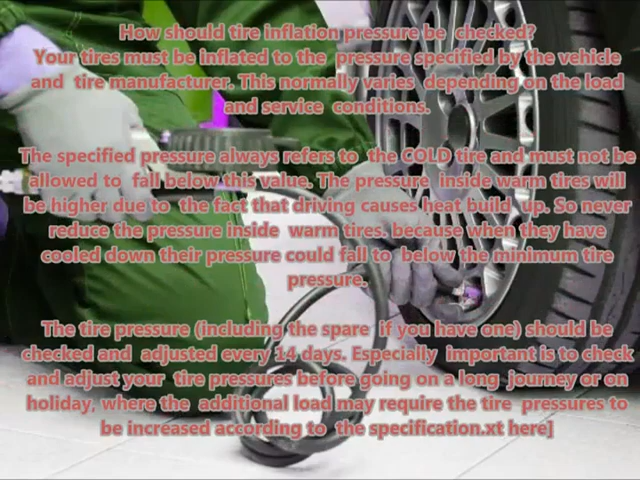 How should tire inflation pressure be checked?
Your tires must be inflated to the pressure specified by the vehicle
and tire manufacturer. This normally varies depending on the load
and service conditions.
The specified pressure always refers to the COLD tire and must not be
allowed to fall below this value. The pressure inside warm tires will
be higher due to the fact that driving causes heat build up. So never
reduce the pressure inside warm tires. because when they have
cooled down their pressure could fall to below the minimum tire
pressure.
The tire pressure (including the spare if you have one) should be
checked and adjusted every 14 days. Especially important is to check
and adjust your tire pressures before going on a long journey or on
holiday, where the additional load may require the tire pressures to
be increased according to the specification.xt here]